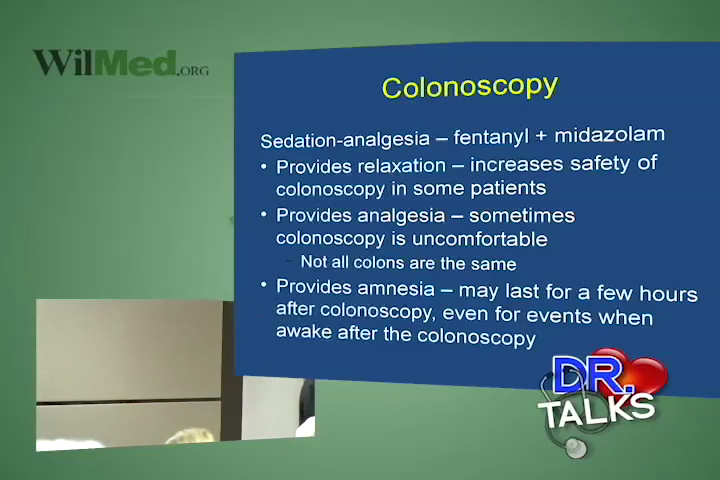 WilMed.ORG
Colonoscopy
Sedation-analgesia – fentanyl + midazolam
• Provides relaxation – increases safety of
colonoscopy in some patients
• Provides analgesia – sometimes
colonoscopy is uncomfortable
– Not all colons are the same
• Provides amnesia – may last for a few hours
after colonoscopy, even for events when
awake after the colonoscopy
DR.
TALKS